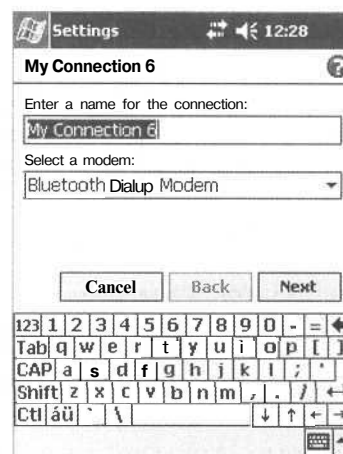 Settings 12:28
My Connection 6
Enter a name for the connection:
My Connection 6
Select a modem:
Bluetooth Dialup Modem
Cancel Back Next
123 1 2 3 4 5 6 7 8 9 0 - =
Tab q w e r t y u i o p [ ]
CAP a s d f g h j k l ; '
Shift z x c v b n m , . /
Ctl áü ` \